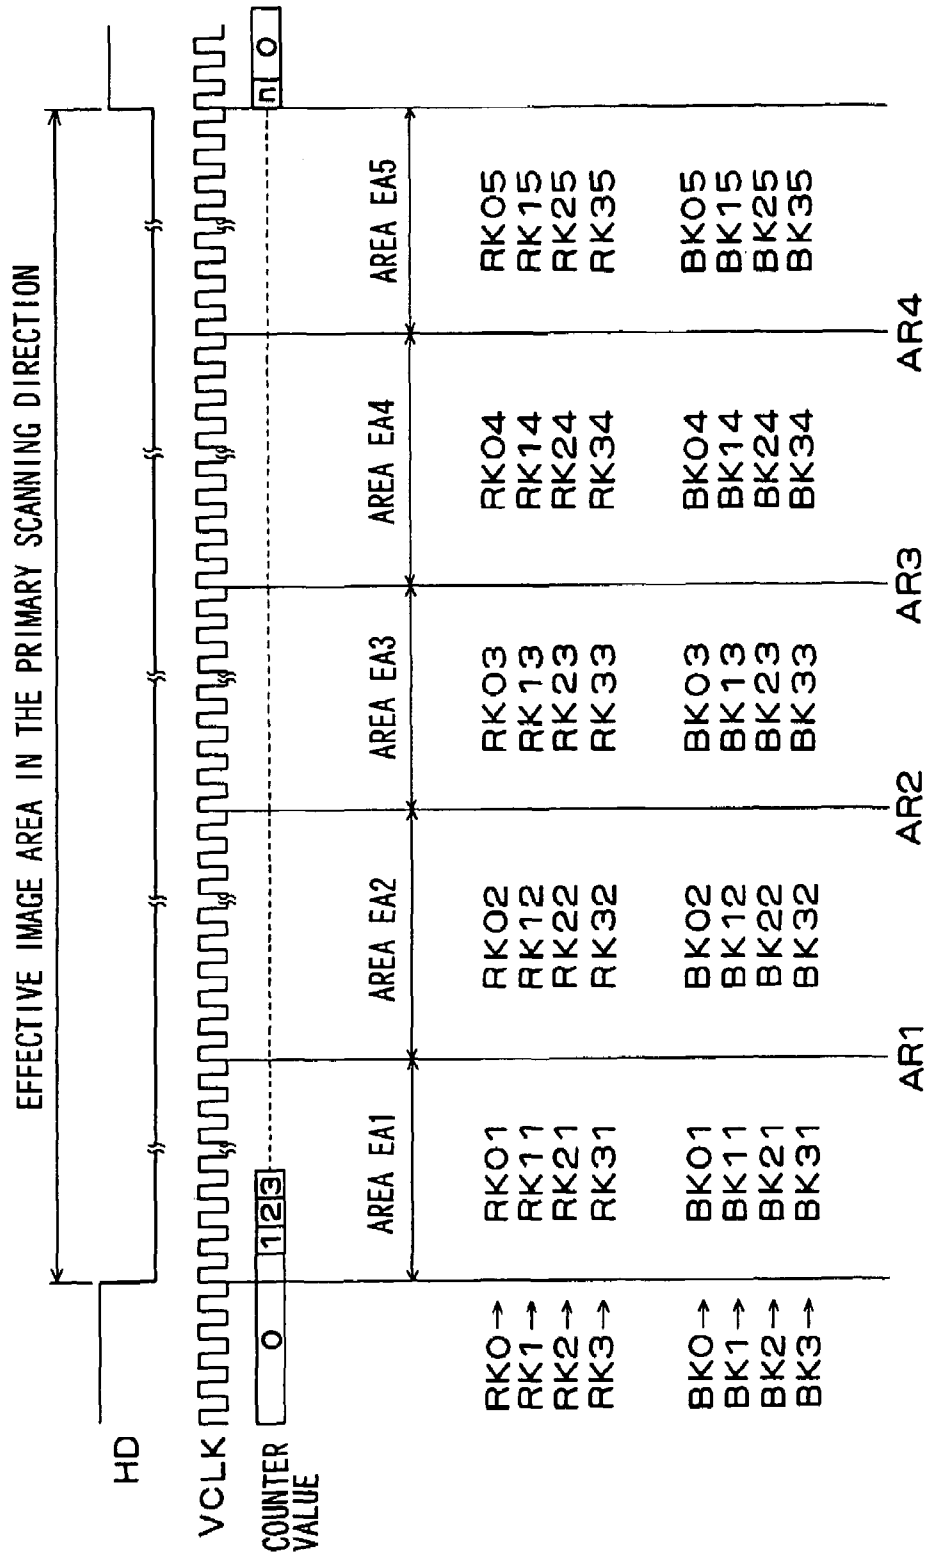 EFFECTIVE IMAGE AREA IN THE PRIMARY SCANNING DIRECTION
HD
VCLK
COUNTER
VALUE
0 1 2 3 n 0
AREA EA1 AREA EA2 AREA EA3 AREA EA4 AREA EA5
RK0→ RK01 RK02 RK03 RK04 RK05
RK1→ RK11 RK12 RK13 RK14 RK15
RK2→ RK21 RK22 RK23 RK24 RK25
RK3→ RK31 RK32 RK33 RK34 RK35
BK0→ BK01 BK02 BK03 BK04 BK05
BK1→ BK11 BK12 BK13 BK14 BK15
BK2→ BK21 BK22 BK23 BK24 BK25
BK3→ BK31 BK32 BK33 BK34 BK35
AR1 AR2 AR3 AR4